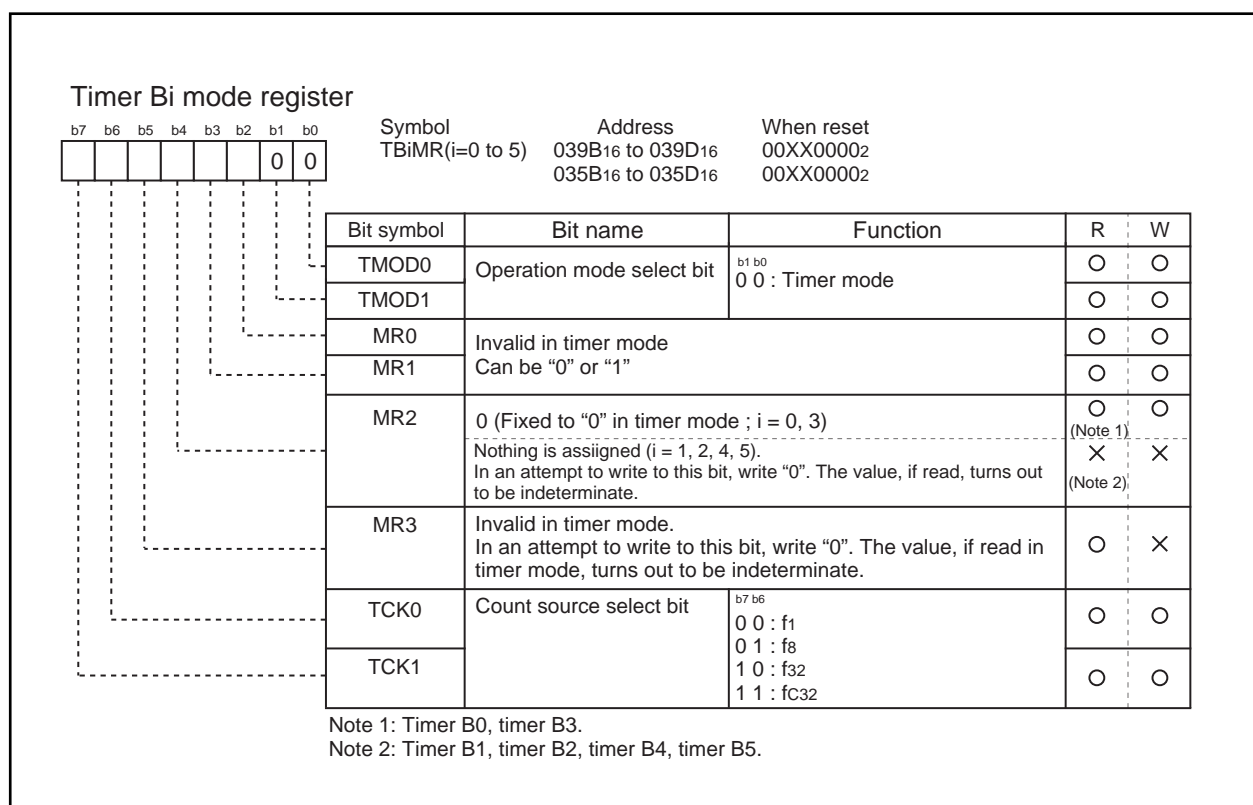 Timer Bi mode register
b7 b6 b5 b4 b3 b2 b1 b0
0 0
Symbol Address When reset
TBiMR(i=0 to 5) 039B16 to 039D16 00XX00002
035B16 to 035D16 00XX00002
Bit symbol Bit name Function R W
TMOD0 Operation mode select bit b1 b0
0 0 : Timer mode
TMOD1
MR0 Invalid in timer mode
MR1 Can be “0” or “1”
MR2 0 (Fixed to “0” in timer mode ; i = 0, 3) (Note 1)
Nothing is assiigned (i = 1, 2, 4, 5).
In an attempt to write to this bit, write “0”. The value, if read, turns out
to be indeterminate. (Note 2)
MR3 Invalid in timer mode.
In an attempt to write to this bit, write “0”. The value, if read in
timer mode, turns out to be indeterminate.
TCK0 Count source select bit b7 b6
0 0 : f1
0 1 : f8
TCK1 1 0 : f32
1 1 : fC32
Note 1: Timer B0, timer B3.
Note 2: Timer B1, timer B2, timer B4, timer B5.